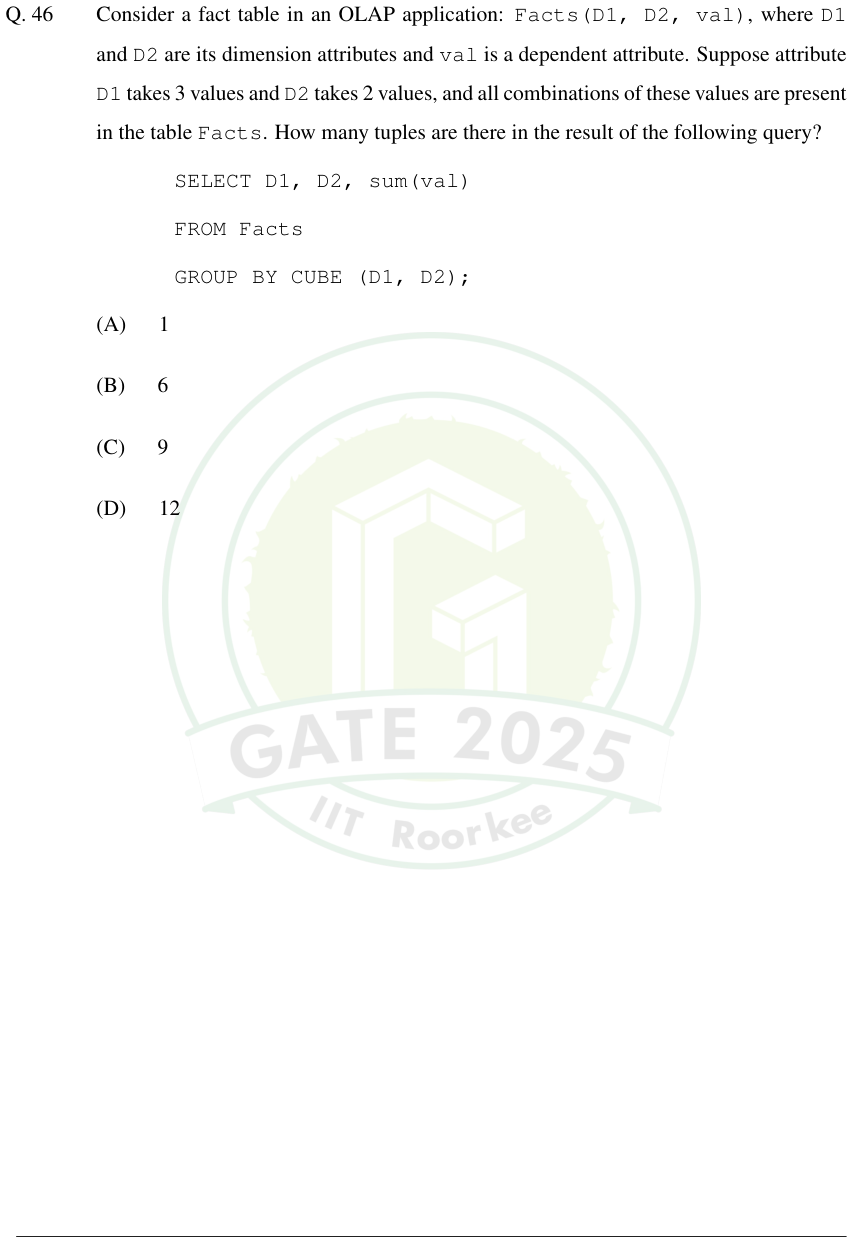 Q. 46 Consider a fact table in an OLAP application: Facts(D1, D2, val), where D1
and D2 are its dimension attributes and val is a dependent attribute. Suppose attribute
D1 takes 3 values and D2 takes 2 values, and all combinations of these values are present
in the table Facts. How many tuples are there in the result of the following query?
SELECT D1, D2, sum(val)
FROM Facts
GROUP BY CUBE (D1, D2);
(A) 1
(B) 6
(C) 9
(D) 12
GATE 2025
IIT Roorkee